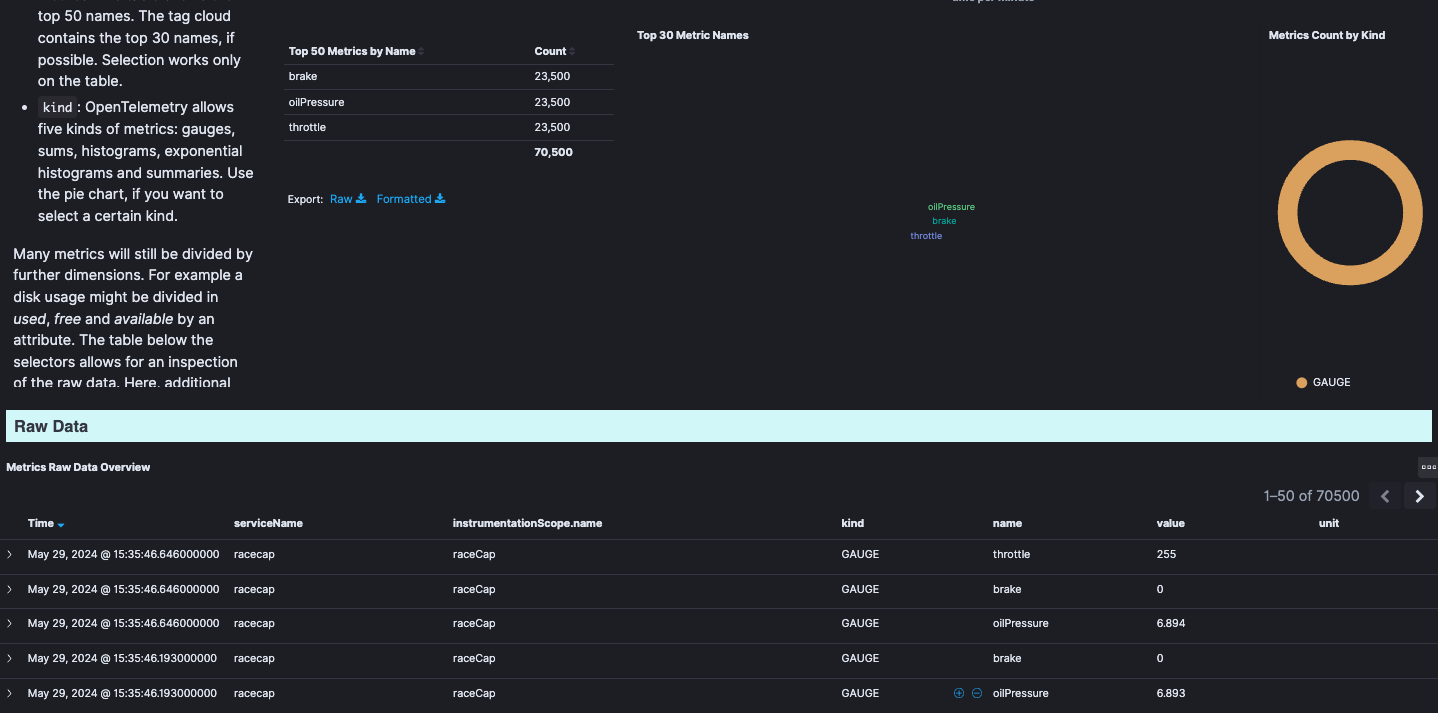 top 50 names. The tag cloud
contains the top 30 names, if
possible. Selection works only
on the table.
kind: OpenTelemetry allows
five kinds of metrics: gauges,
sums, histograms, exponential
histograms and summaries. Use
the pie chart, if you want to
select a certain kind.
Many metrics will still be divided by
further dimensions. For example a
disk usage might be divided in
used, free and available by an
attribute. The table below the
selectors allows for an inspection
of the raw data. Here, additional
Top 50 Metrics by Name Count
brake 23,500
oilPressure 23,500
throttle 23,500
70,500
Export: Raw Formatted
Top 30 Metric Names
oilPressure
brake
throttle
Metrics Count by Kind
GAUGE
Raw Data
Metrics Raw Data Overview
1–50 of 70500
Time serviceName instrumentationScope.name kind name value unit
May 29, 2024 @ 15:35:46.646000000 racecap raceCap GAUGE throttle 255
May 29, 2024 @ 15:35:46.646000000 racecap raceCap GAUGE brake 0
May 29, 2024 @ 15:35:46.646000000 racecap raceCap GAUGE oilPressure 6.894
May 29, 2024 @ 15:35:46.193000000 racecap raceCap GAUGE brake 0
May 29, 2024 @ 15:35:46.193000000 racecap raceCap GAUGE oilPressure 6.893